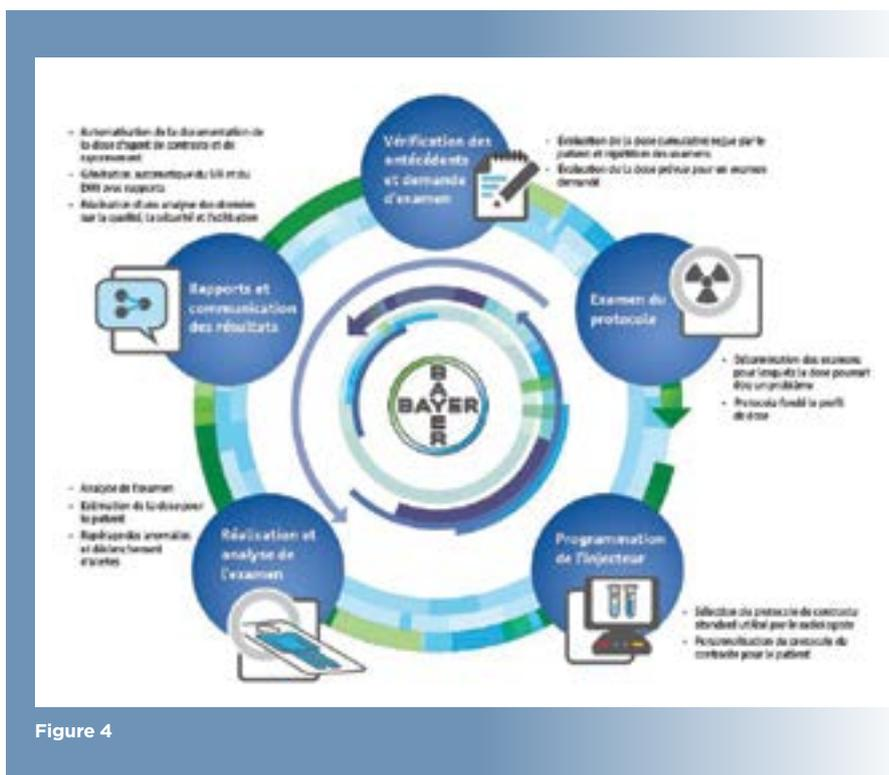 Vérification des
antécédents
et demande
d'examen
• Évaluation de la dose cumulative reçue par le
patient et répétition des examens
• Évaluation de la dose prévue pour un examen
demandé
Examen du
protocole
• Détermination des examens
pour lesquels la dose pourrait
être un problème
• Protocole fondé le profil
de dose
Programmation
de l'injecteur
• Sélection du protocole de contraste
standard utilisé par le radiologiste
• Personnalisation du protocole de
contraste pour le patient
Réalisation et
analyse de
l'examen
• Analyse de l'examen
• Estimation de la dose pour
le patient
• Repérage des anomalies
et déclenchement
d'alertes
Rapports et
communication
des résultats
• Automatisation de la documentation de
la dose d'agent de contraste et de
rayonnement
• Génération automatique du et du
avec rapports
• Réalisation d'une analyse des données
sur la qualité, la sécurité et l'utilisation
BAYER
BAYER
Figure 4